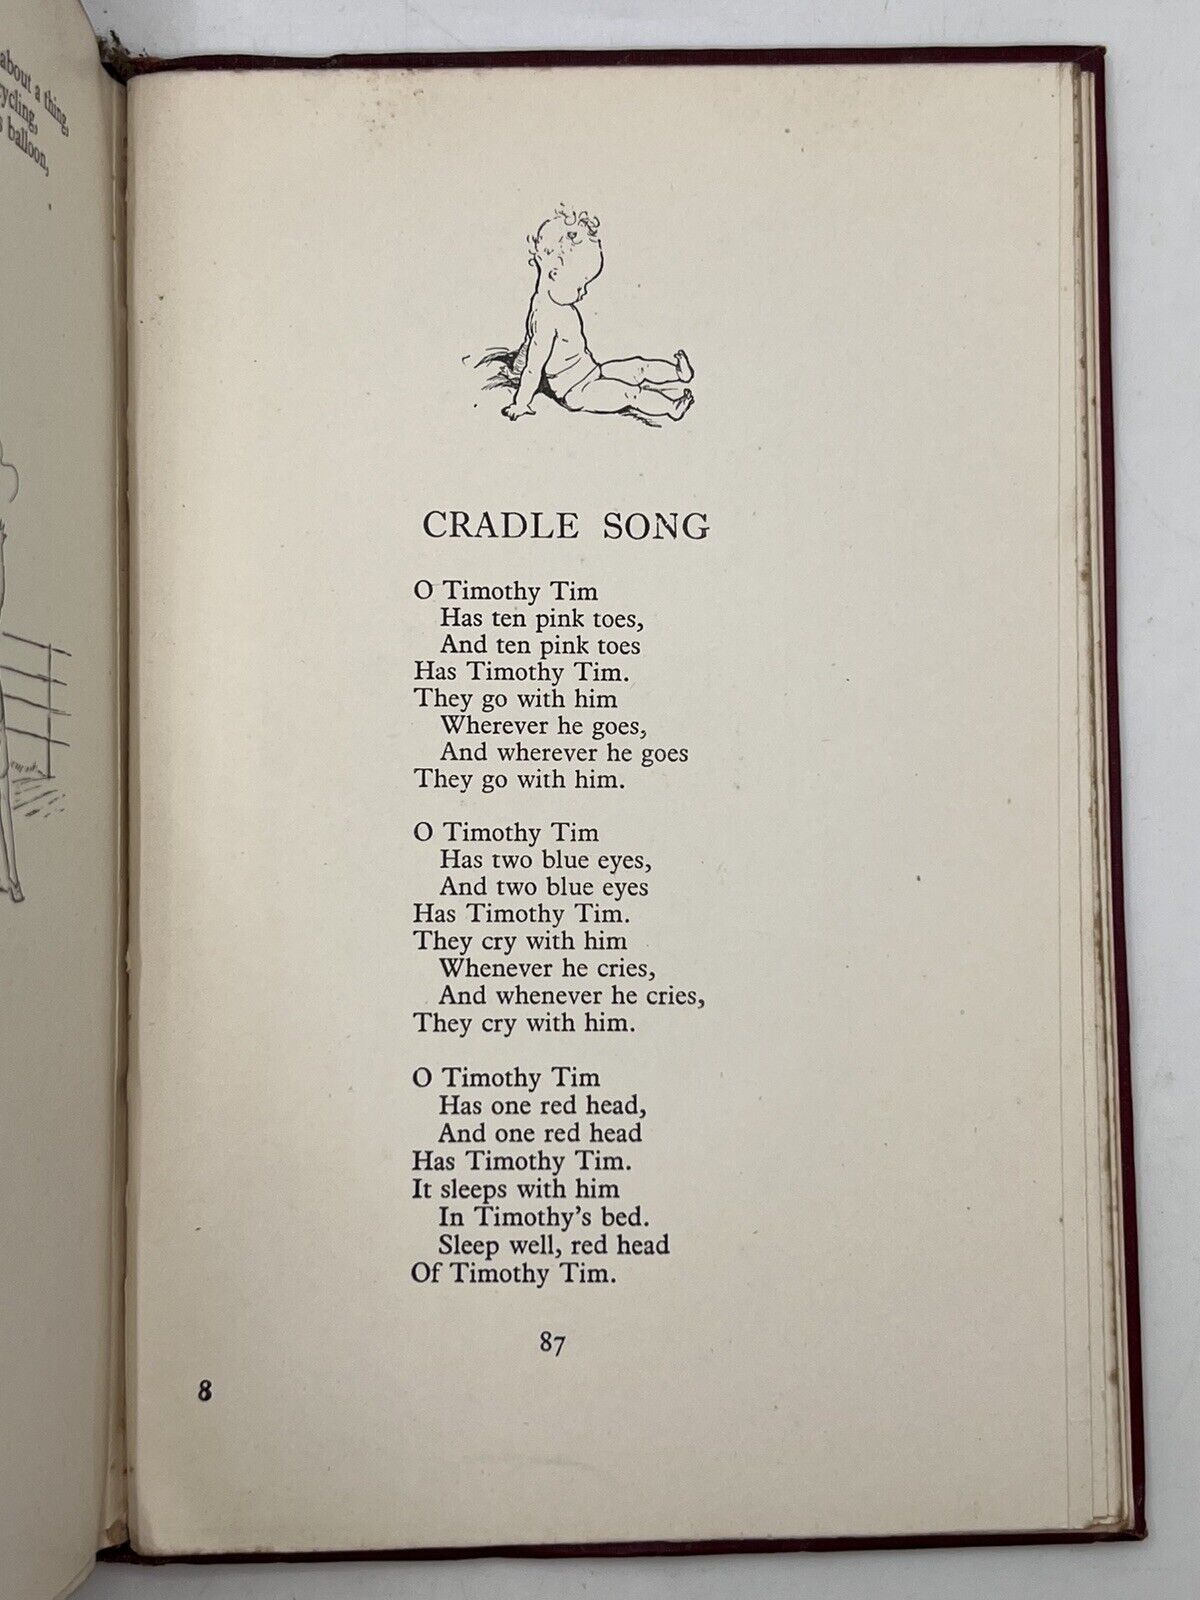 about a thing,
cycling,
balloon,
CRADLE SONG
O Timothy Tim
Has ten pink toes,
And ten pink toes
Has Timothy Tim.
They go with him
Wherever he goes,
And wherever he goes
They go with him.
O Timothy Tim
Has two blue eyes,
And two blue eyes
Has Timothy Tim.
They cry with him
Whenever he cries,
And whenever he cries,
They cry with him.
O Timothy Tim
Has one red head,
And one red head
Has Timothy Tim.
It sleeps with him
In Timothy's bed.
Sleep well, red head
Of Timothy Tim.
87
8